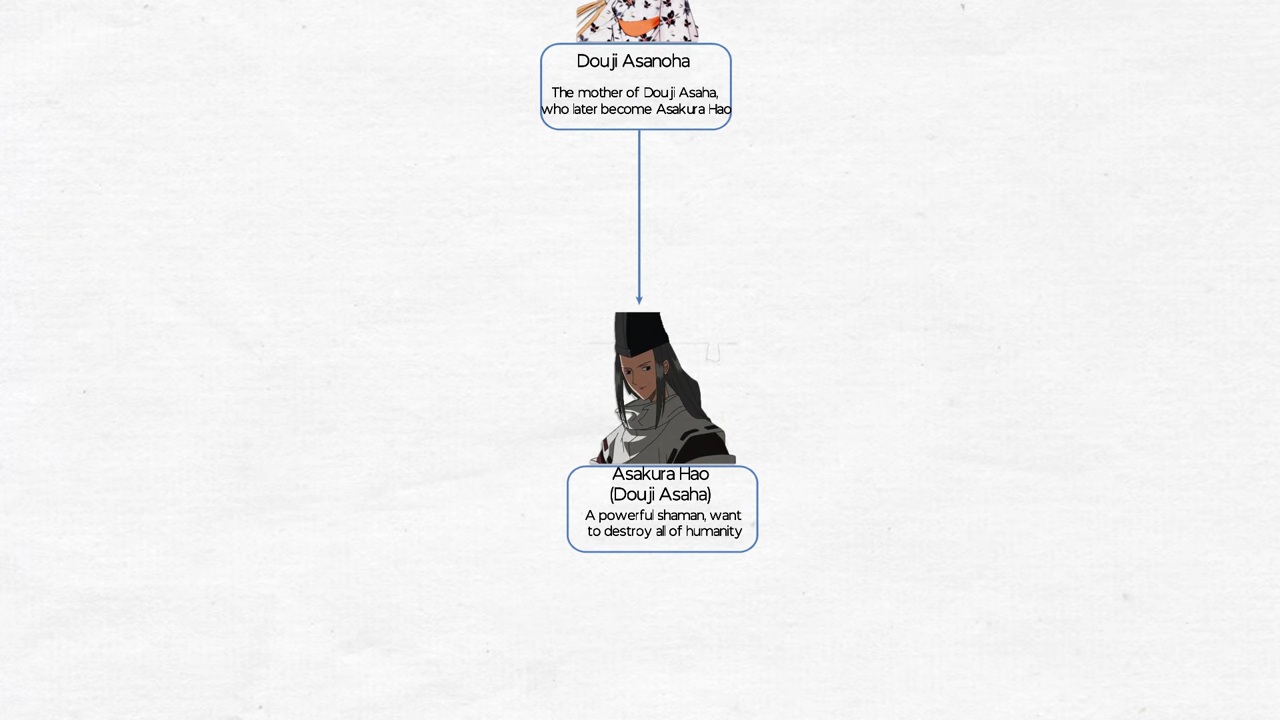 Douji Asanoha
The mother of Douji Asaha,
who later become Asakura Hao
Asakura Hao
(Douji Asaha)
A powerful shaman, want
to destroy all of humanity